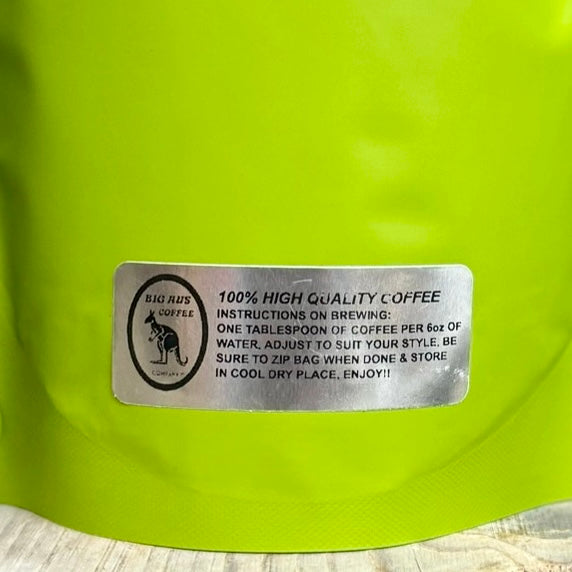 BIG AUS
COFFEE
COMPANY
100% HIGH QUALITY COFFEE
INSTRUCTIONS ON BREWING:
ONE TABLESPOON OF COFFEE PER 6oz OF
WATER. ADJUST TO SUIT YOUR STYLE. BE
SURE TO ZIP BAG WHEN DONE & STORE
IN COOL DRY PLACE. ENJOY!!